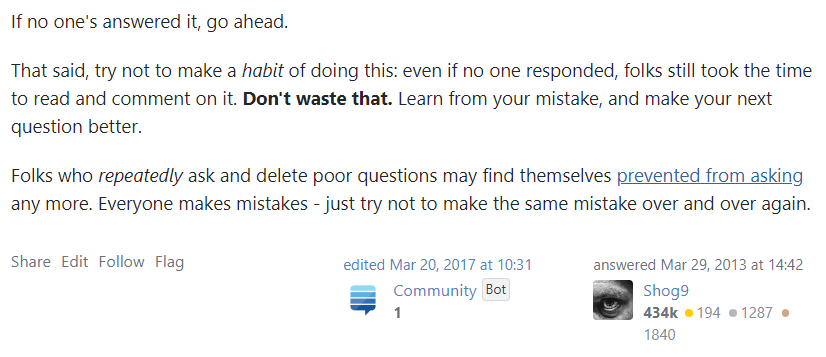 If no one's answered it, go ahead.
That said, try not to make a habit of doing this: even if no one responded, folks still took the time
to read and comment on it. Don't waste that. Learn from your mistake, and make your next
question better.
Folks who repeatedly ask and delete poor questions may find themselves prevented from asking
any more. Everyone makes mistakes - just try not to make the same mistake over and over again.
Share Edit Follow Flag
edited Mar 20, 2017 at 10:31
Community Bot
1
answered Mar 29, 2013 at 14:42
Shog9
434k 194 1287
1840